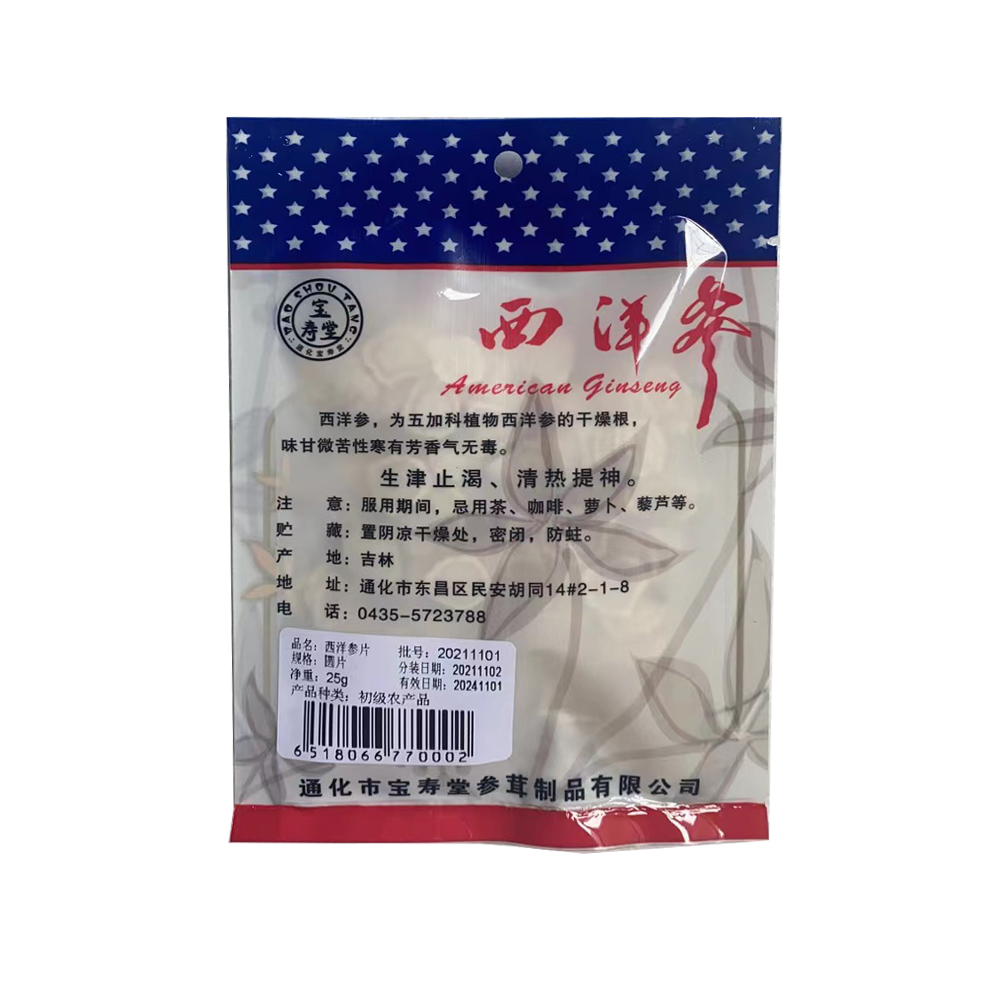 BAO SHOU TANG
宝
寿堂
通化宝寿堂
西洋参
American Ginseng
西洋参，为五加科植物西洋参的干燥根，
味甘微苦性寒有芳香气无毒。
生津止渴、清热提神。
注 意：服用期间，忌用茶、咖啡、萝卜、藜芦等。
贮 藏：置阴凉干燥处，密闭，防蛀。
产 地：吉林
地 址：通化市东昌区民安胡同14#2-1-8
电 话：0435-5723788
品名：西洋参片 批号：20211101
规格：圆片 分装日期：20211102
净重：25g 有效日期：20241101
产品种类：初级农产品
6518066770002
通化市宝寿堂参茸制品有限公司